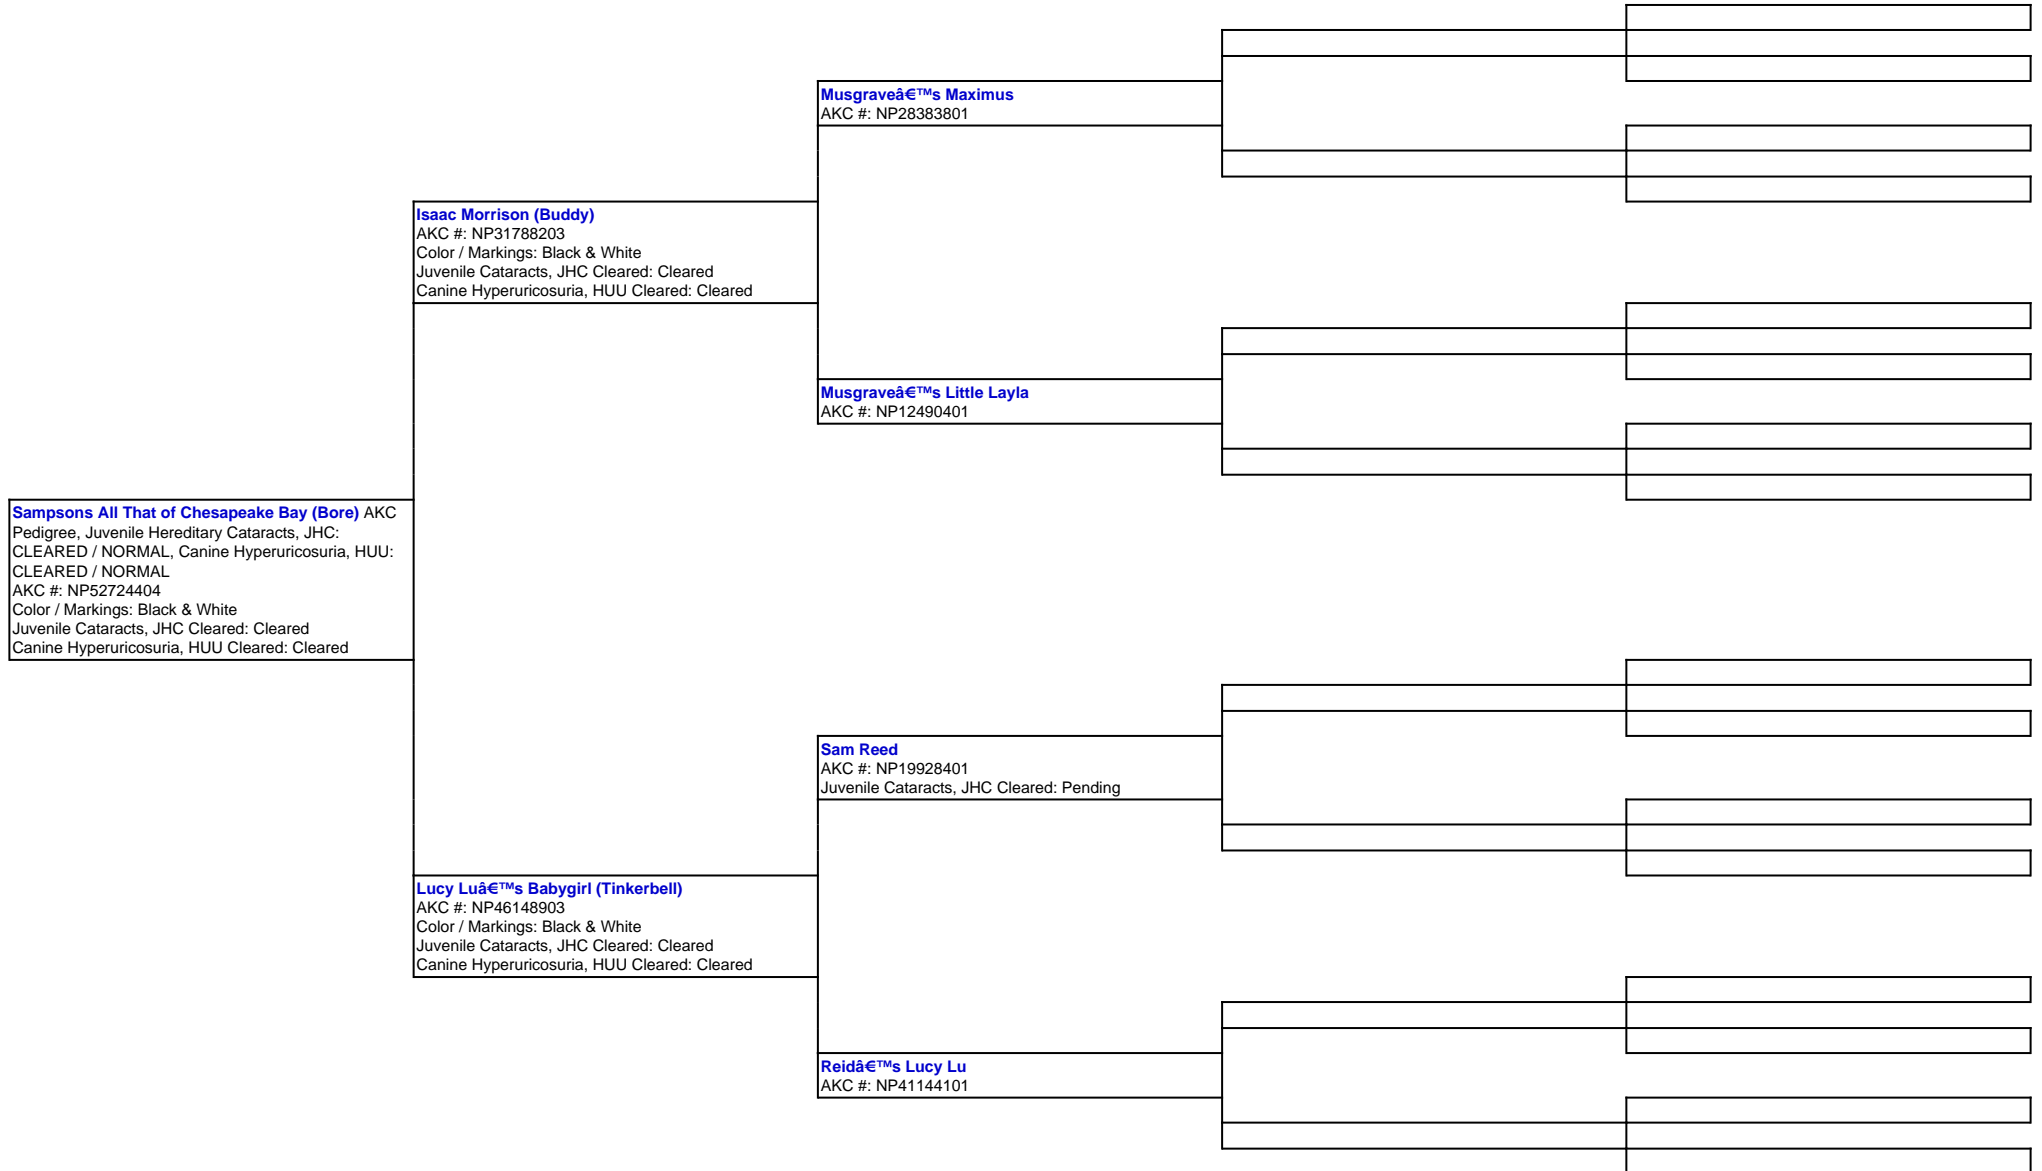 Musgraveâ€™s Maximus
AKC #: NP28383801
Isaac Morrison (Buddy)
AKC #: NP31788203
Color / Markings: Black & White
Juvenile Cataracts, JHC Cleared: Cleared
Canine Hyperuricosuria, HUU Cleared: Cleared
Musgraveâ€™s Little Layla
AKC #: NP12490401
Sampsons All That of Chesapeake Bay (Bore) AKC
Pedigree, Juvenile Hereditary Cataracts, JHC:
CLEARED / NORMAL, Canine Hyperuricosuria, HUU:
CLEARED / NORMAL
AKC #: NP52724404
Color / Markings: Black & White
Juvenile Cataracts, JHC Cleared: Cleared
Canine Hyperuricosuria, HUU Cleared: Cleared
Sam Reed
AKC #: NP19928401
Juvenile Cataracts, JHC Cleared: Pending
Lucy Luâ€™s Babygirl (Tinkerbell)
AKC #: NP46148903
Color / Markings: Black & White
Juvenile Cataracts, JHC Cleared: Cleared
Canine Hyperuricosuria, HUU Cleared: Cleared
Reidâ€™s Lucy Lu
AKC #: NP41144101